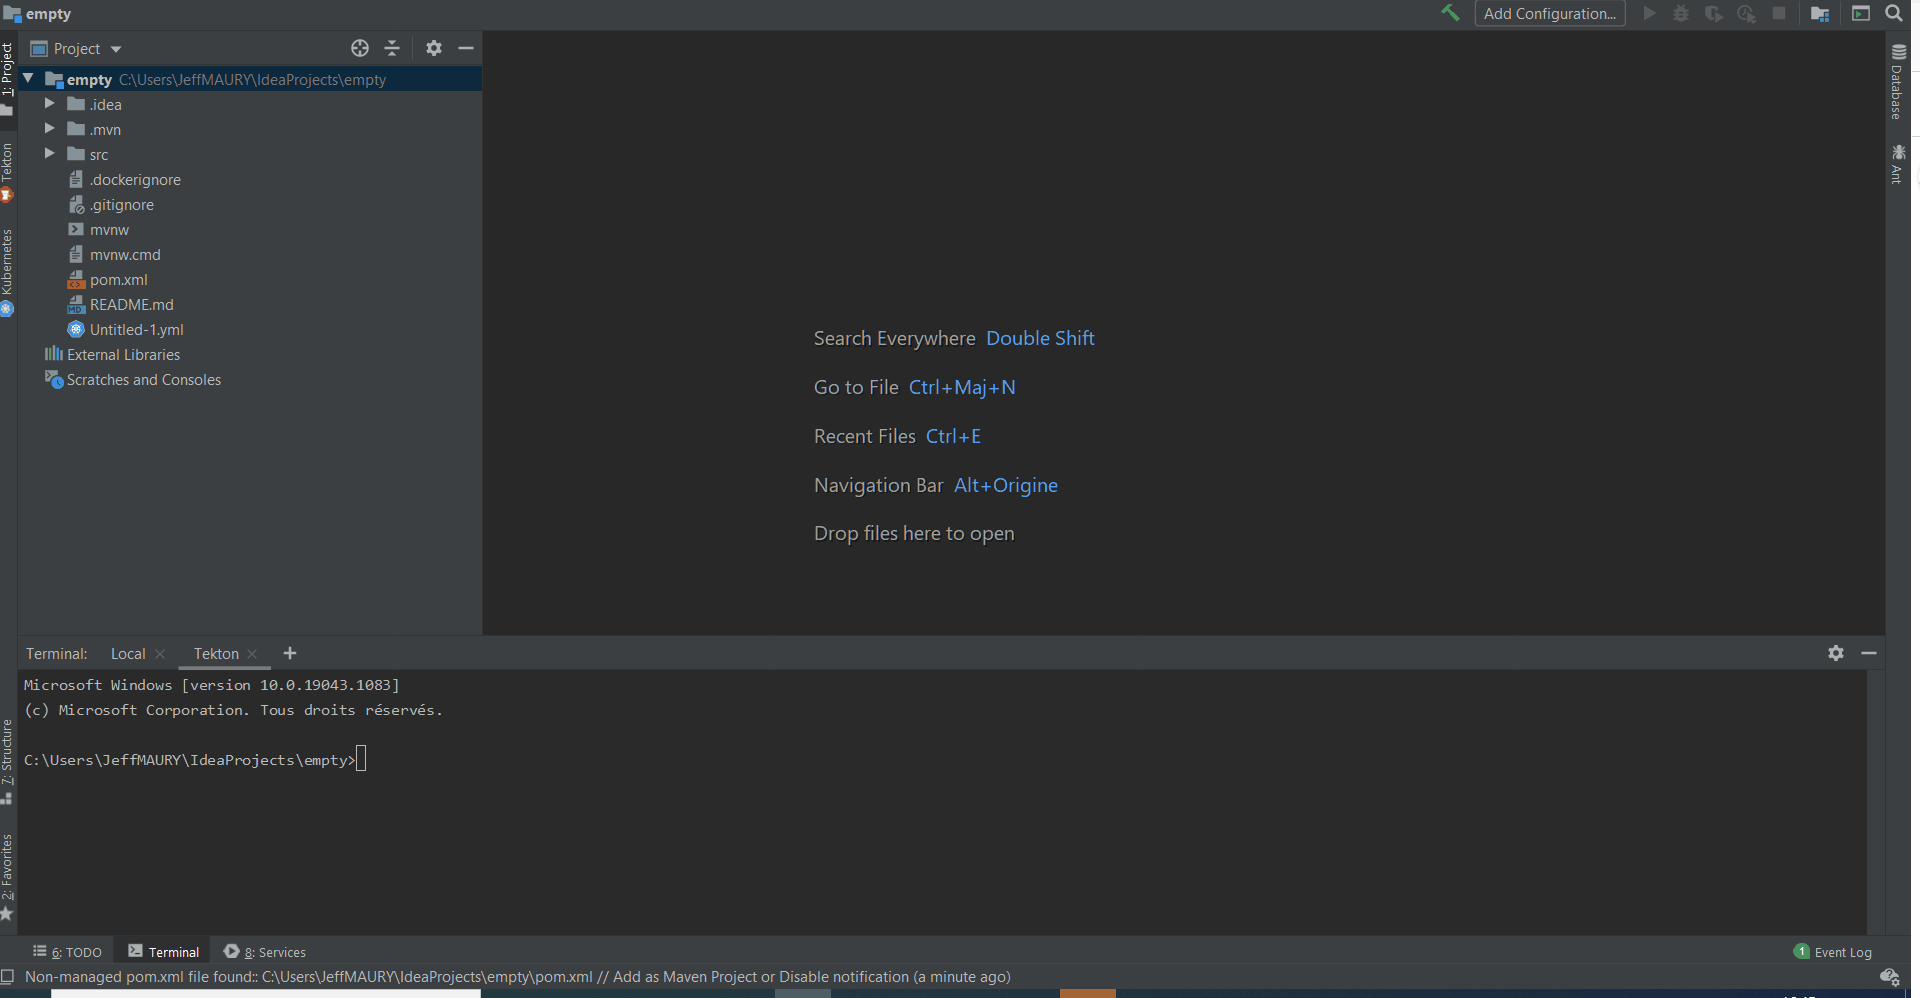 empty
Add Configuration...
1: Project
Tekton
Kubernetes
7: Structure
2: Favorites
Project
empty C:\Users\JeffMAURY\IdeaProjects\empty
.idea
.mvn
src
.dockerignore
.gitignore
mvnw
mvnw.cmd
pom.xml
README.md
Untitled-1.yml
External Libraries
Scratches and Consoles
Search Everywhere Double Shift
Go to File Ctrl+Maj+N
Recent Files Ctrl+E
Navigation Bar Alt+Origine
Drop files here to open
Database
Ant
Terminal: Local Tekton
Microsoft Windows [version 10.0.19043.1083]
(c) Microsoft Corporation. Tous droits réservés.
C:\Users\JeffMAURY\IdeaProjects\empty>
6: TODO Terminal 8: Services 1 Event Log
Non-managed pom.xml file found:: C:\Users\JeffMAURY\IdeaProjects\empty\pom.xml // Add as Maven Project or Disable notification (a minute ago)